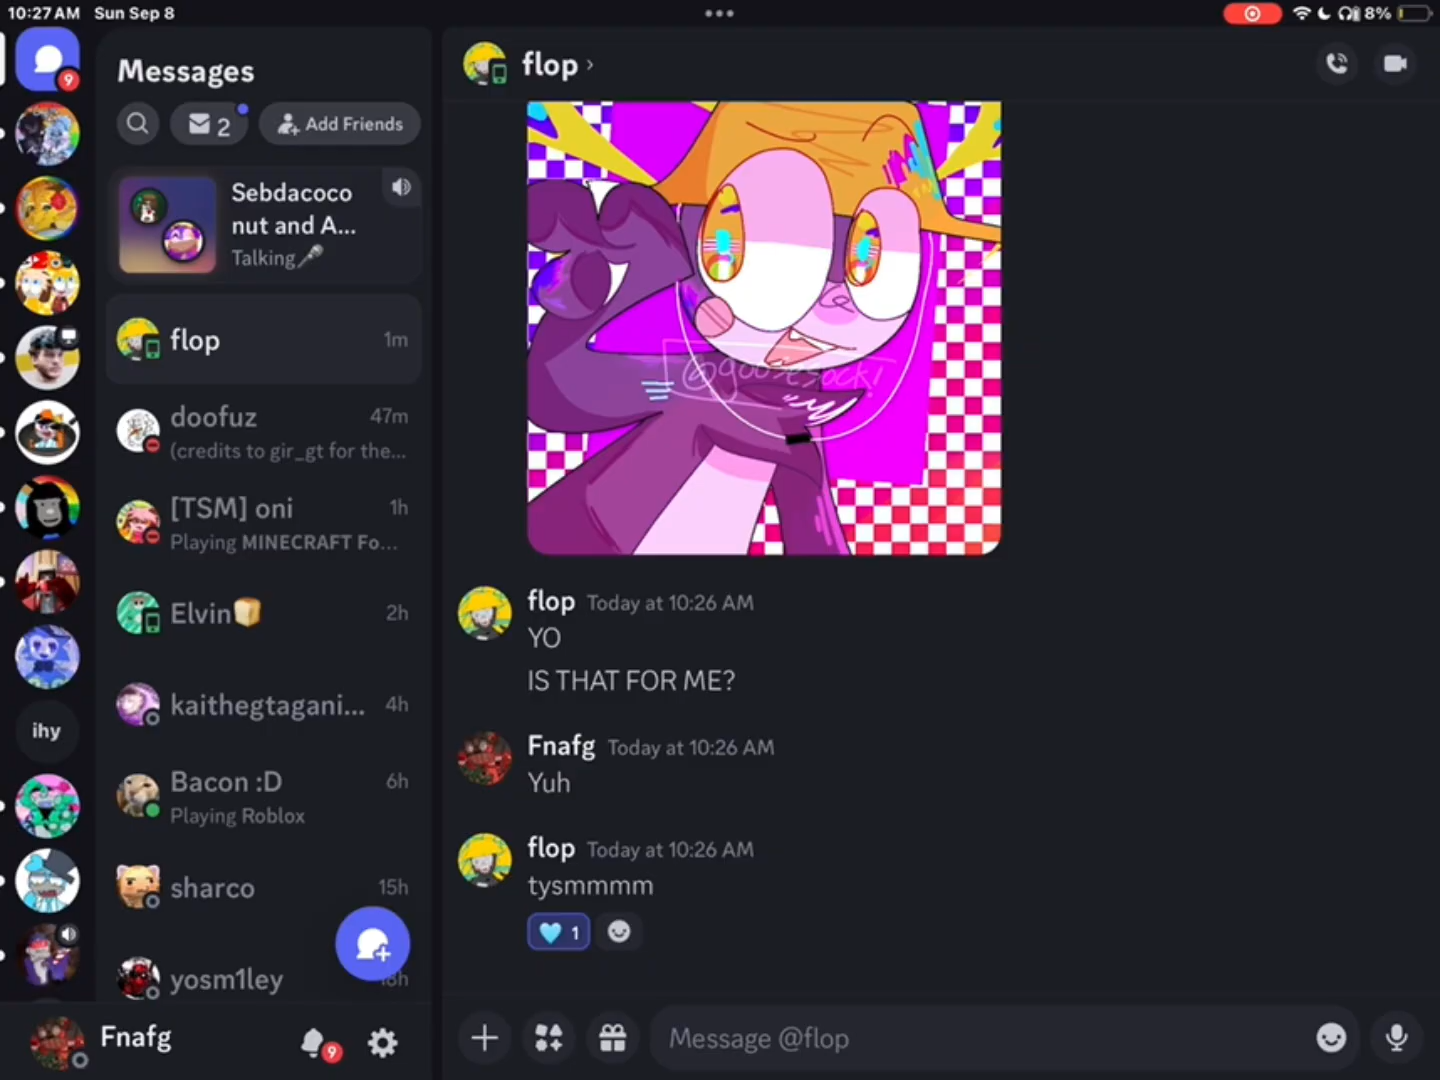 10:27 AM Sun Sep 8
8%
9
Messages
2
Add Friends
Sebdacoco
nut and A...
Talking🎤
flop 1m
doofuz 47m
(credits to gir_gt for the...
[TSM] oni 1h
Playing MINECRAFT Fo...
Elvin🍞 2h
kaithegtagani... 4h
ihy
Bacon :D 6h
Playing Roblox
sharco 15h
yosm1ley
Fnafg
9
flop ›
@goosesock!
flop Today at 10:26 AM
YO
IS THAT FOR ME?
Fnafg Today at 10:26 AM
Yuh
flop Today at 10:26 AM
tysmmmm
🩵 1
Message @flop